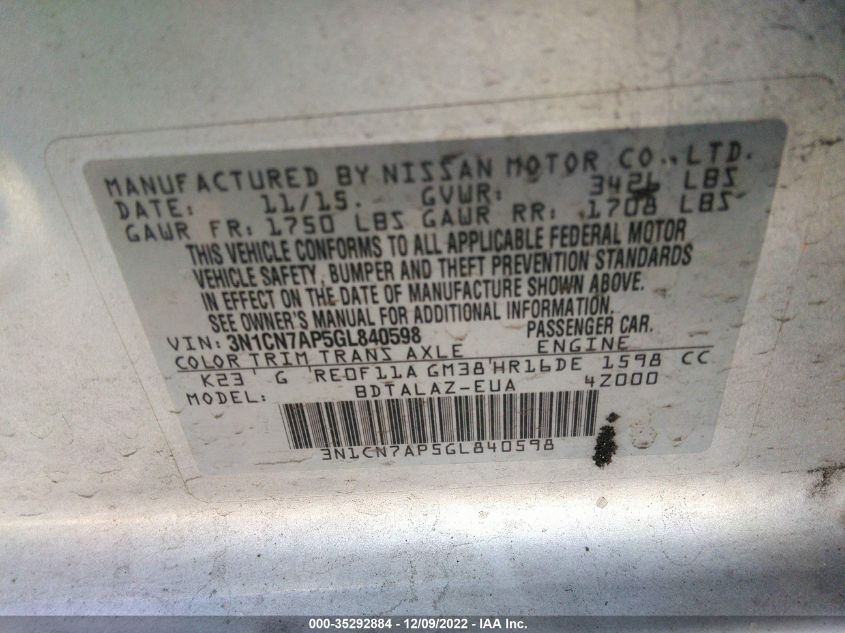 MANUFACTURED BY NISSAN MOTOR CO., LTD.
DATE: 11/15. GVWR: 3421 LBS
GAWR FR: 1750 LBS GAWR RR: 1708 LBS
THIS VEHICLE CONFORMS TO ALL APPLICABLE FEDERAL MOTOR
VEHICLE SAFETY, BUMPER AND THEFT PREVENTION STANDARDS
IN EFFECT ON THE DATE OF MANUFACTURE SHOWN ABOVE.
SEE OWNER'S MANUAL FOR ADDITIONAL INFORMATION.
VIN: 3N1CN7AP5GL840598 PASSENGER CAR.
COLOR TRIM TRANS AXLE ENGINE
K23 G RE0F11A GM38 HR16DE 1598 CC
MODEL: BDTALAZ-EUA 4Z000
3N1CN7AP5GL840598
000-35292884 - 12/09/2022 - IAA Inc.